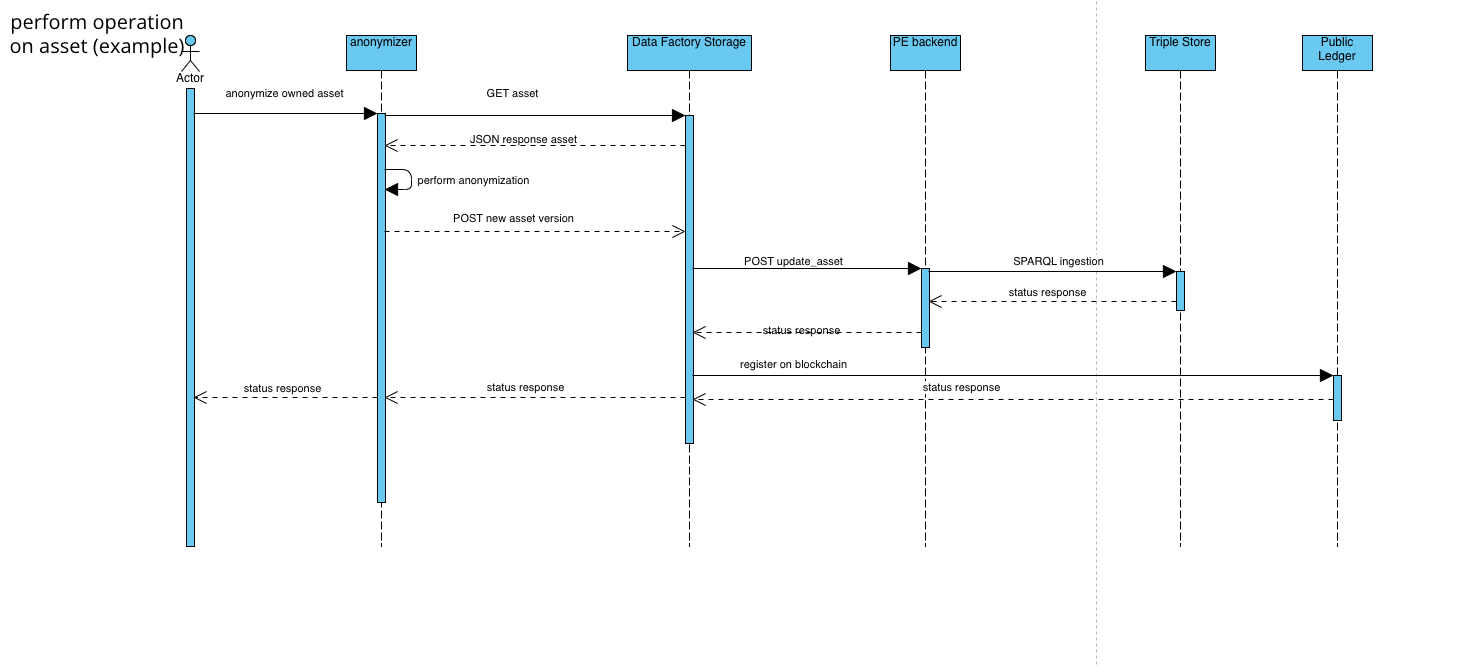 perform operation
on asset (example)
Actor
anonymizer
Data Factory Storage
PE backend
Triple Store
Public
Ledger
anonymize owned asset
GET asset
JSON response asset
perform anonymization
POST new asset version
POST update_asset
SPARQL ingestion
status response
status response
register on blockchain
status response
status response
status response